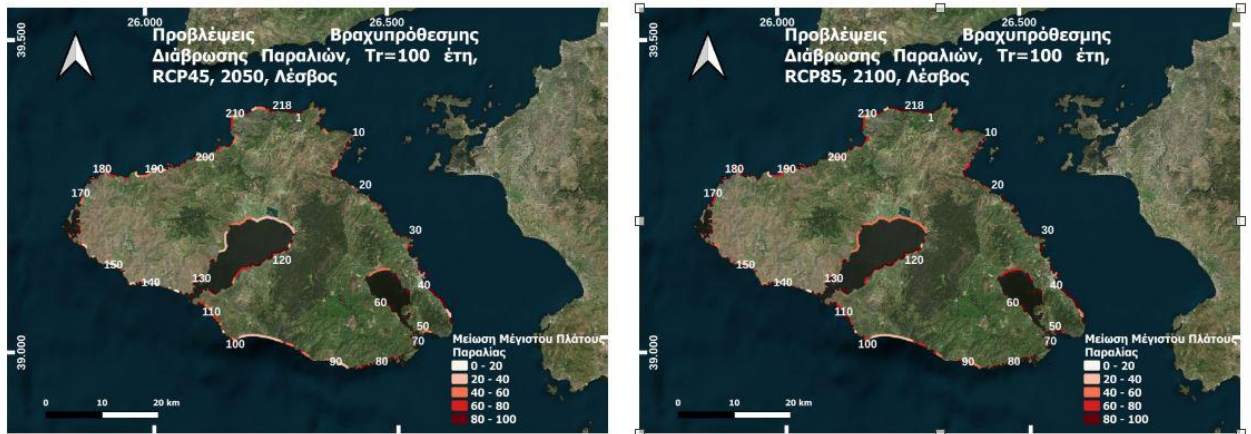 26.000
26.500
39.500
39.000
Προβλέψεις Βραχυπρόθεσμης
Διάβρωσης Παραλιών, Tr=100 έτη,
RCP45, 2050, Λέσβος
218
210
1
10
200
190
180
170
20
30
150
140
130
120
110
100
40
60
50
70
80
90
Μείωση Μέγιστου Πλάτους
Παραλίας
0 - 20
20 - 40
40 - 60
60 - 80
80 - 100
0 10 20 km
26.000
26.500
39.500
39.000
Προβλέψεις Βραχυπρόθεσμης
Διάβρωσης Παραλιών, Tr=100 έτη,
RCP85, 2100, Λέσβος
218
210
1
10
200
190
180
170
20
30
150
140
130
120
110
100
40
60
50
70
80
90
Μείωση Μέγιστου Πλάτους
Παραλίας
0 - 20
20 - 40
40 - 60
60 - 80
80 - 100
0 10 20 km